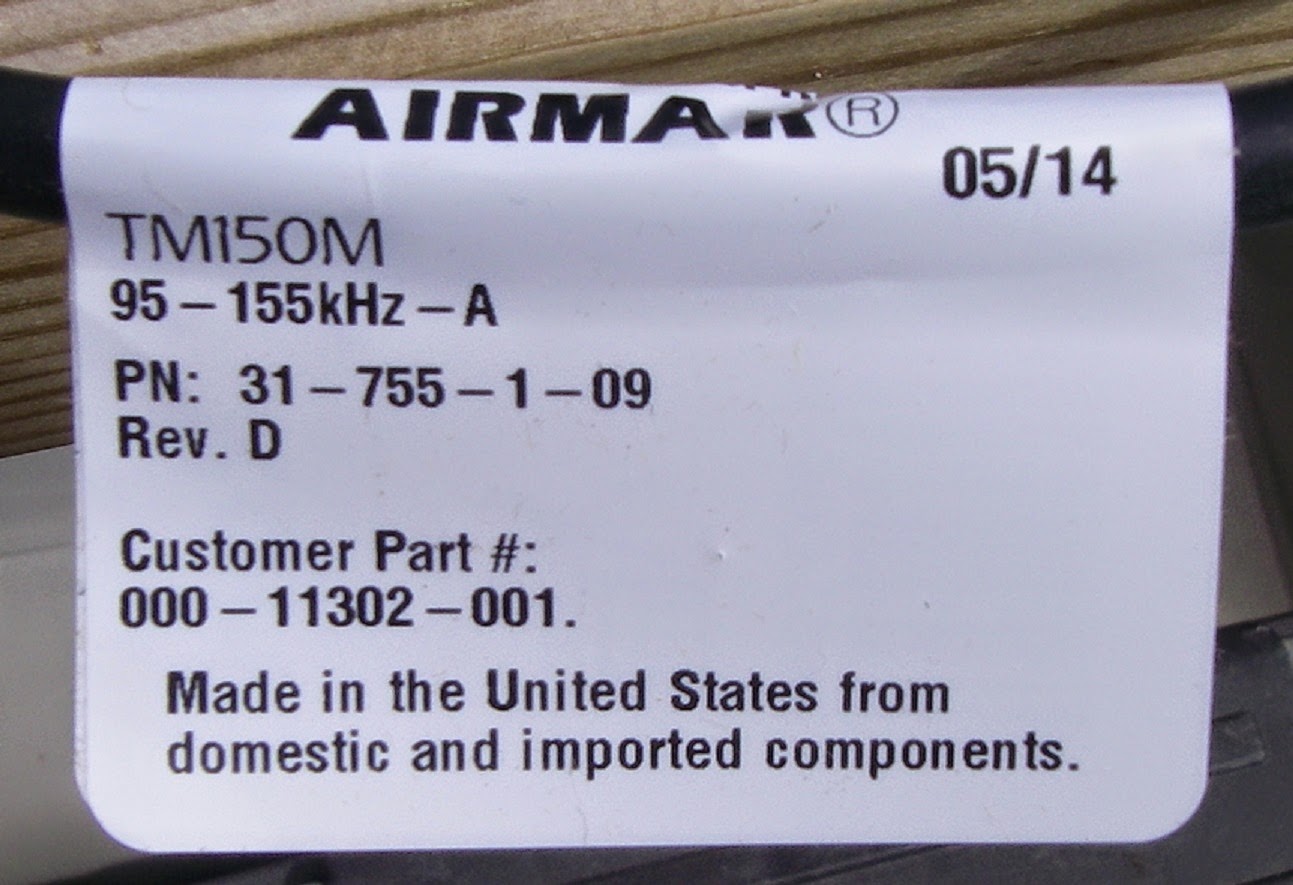 AIRMAR®
05/14
TM150M
95-155kHz-A
PN: 31-755-1-09
Rev. D
Customer Part #:
000-11302-001.
Made in the United States from
domestic and imported components.